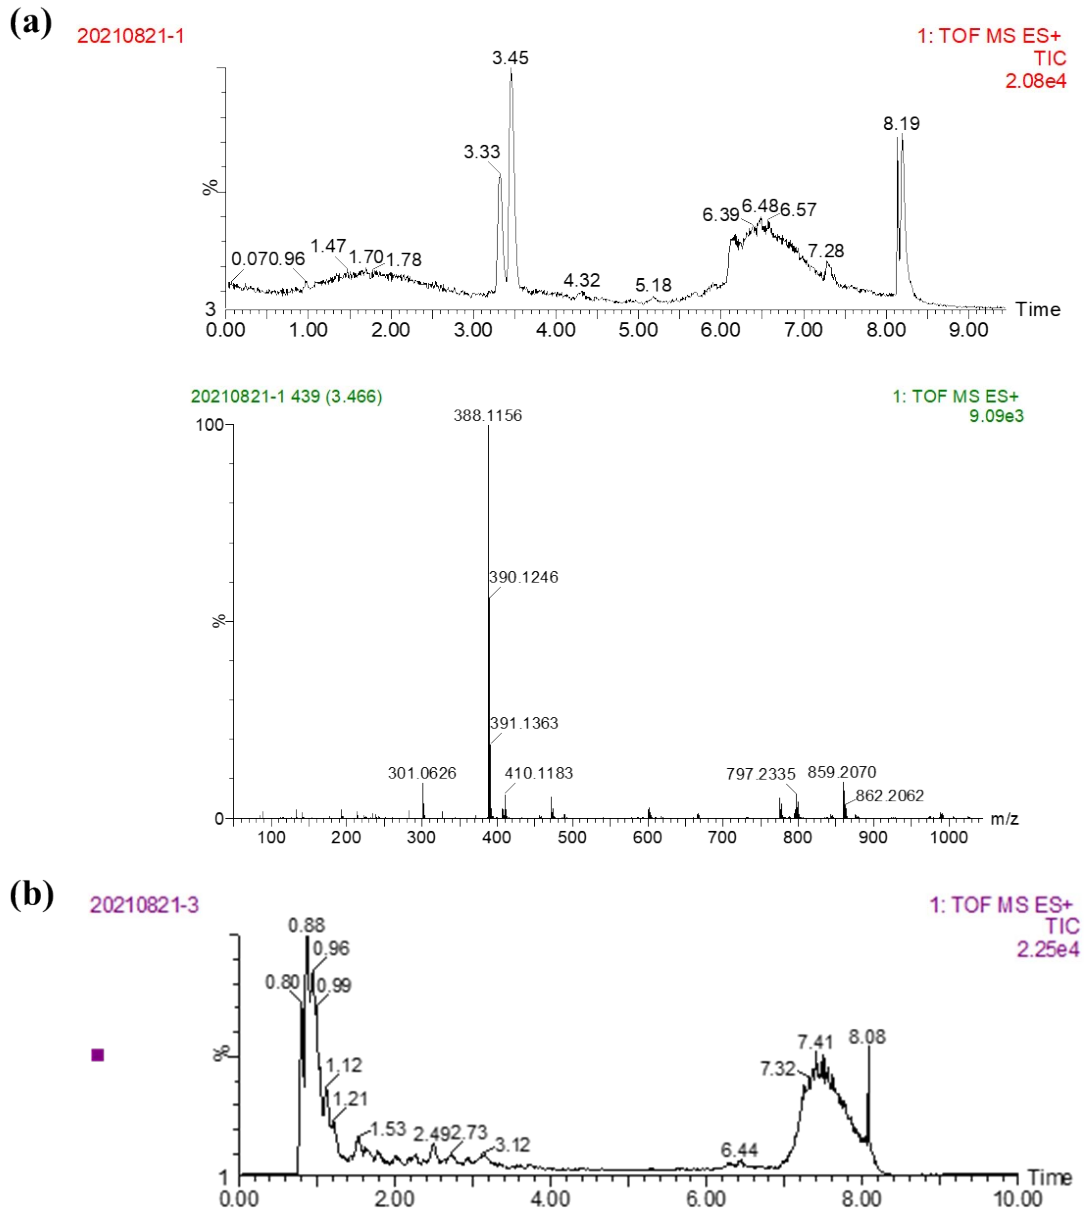 (a)
20210821-1
1: TOF MS ES+
TIC
2.08e4
3.45
3.33
8.19
6.39
6.48
6.57
7.28
0.07
0.96
1.47
1.70
1.78
4.32
5.18
%
3
0.00 1.00 2.00 3.00 4.00 5.00 6.00 7.00 8.00 9.00
Time
20210821-1 439 (3.466)
1: TOF MS ES+
9.09e3
100
388.1156
390.1246
%
391.1363
301.0626
410.1183
797.2335
859.2070
862.2062
0
100 200 300 400 500 600 700 800 900 1000
m/z
(b)
20210821-3
1: TOF MS ES+
TIC
2.25e4
0.88
0.96
0.80
0.99
1.12
1.21
1.53
2.49
2.73
3.12
6.44
7.32
7.41
8.08
%
1
0.00 2.00 4.00 6.00 8.00 10.00
Time